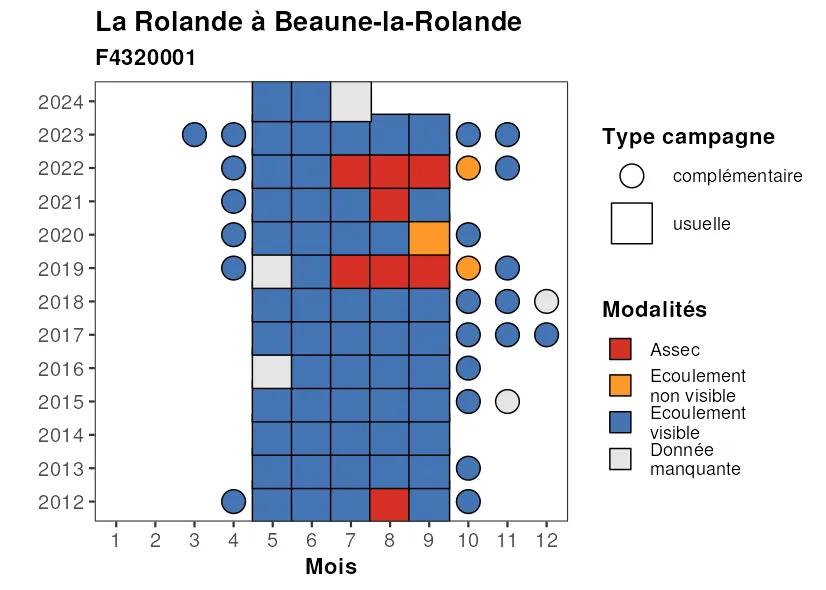 La Rolande à Beaune-la-Rolande
F4320001
2024
2023
2022
2021
2020
2019
2018
2017
2016
2015
2014
2013
2012
1 2 3 4 5 6 7 8 9 10 11 12
Mois
Type campagne
complémentaire
usuelle
Modalités
Assec
Ecoulement
non visible
Ecoulement
visible
Donnée
manquante